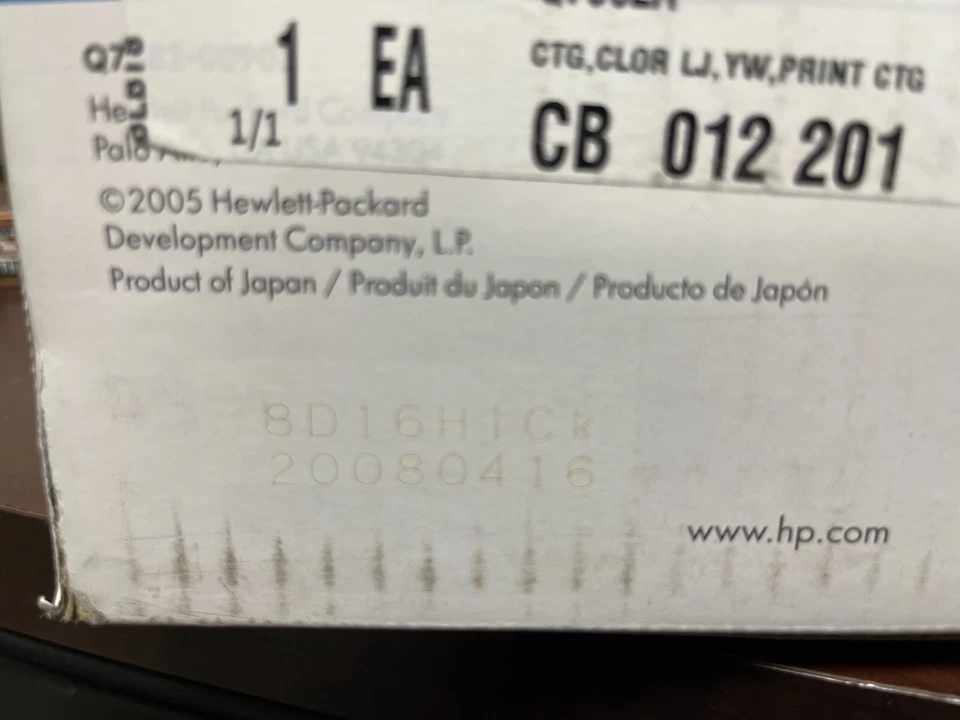 1 EA
CTG,CLOR LJ,YW,PRINT CTG
1/1
CB 012 201
©2005 Hewlett-Packard
Development Company, L.P.
Product of Japan / Produit du Japon / Producto de Japón
8D16H1Ck
20080416
www.hp.com